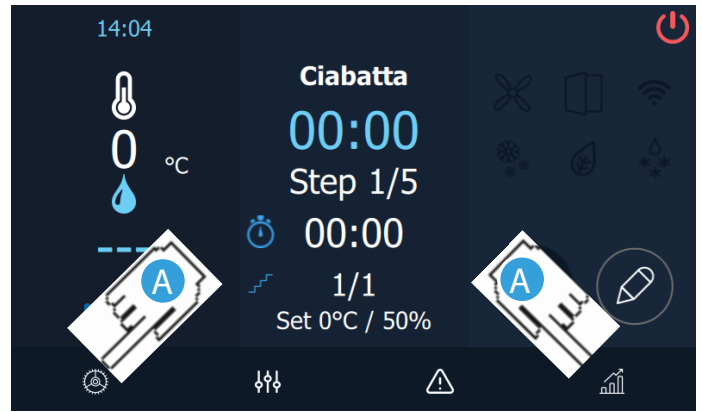 14:04
Ciabatta
00:00
0 °C
Step 1/5
00:00
----
A
A
1/1
Set 0°C / 50%